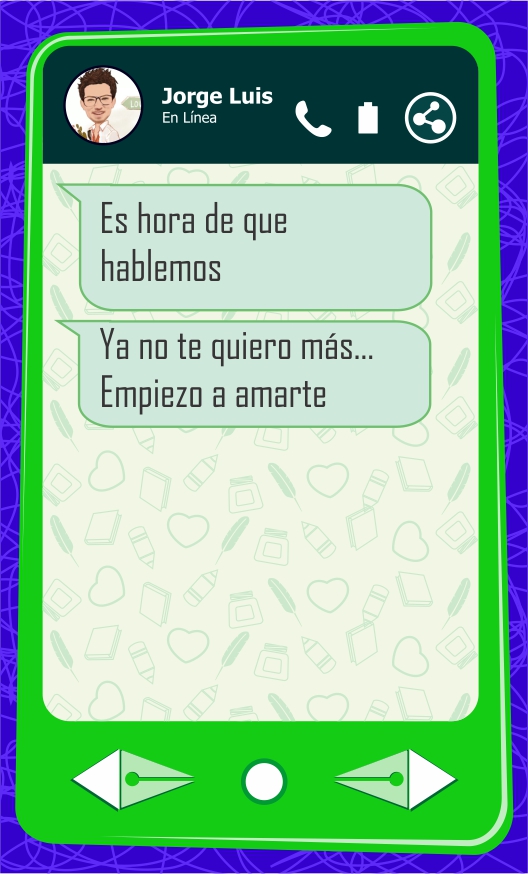 Jorge Luis
En Línea
Es hora de que
hablemos
Ya no te quiero más...
Empiezo a amarte